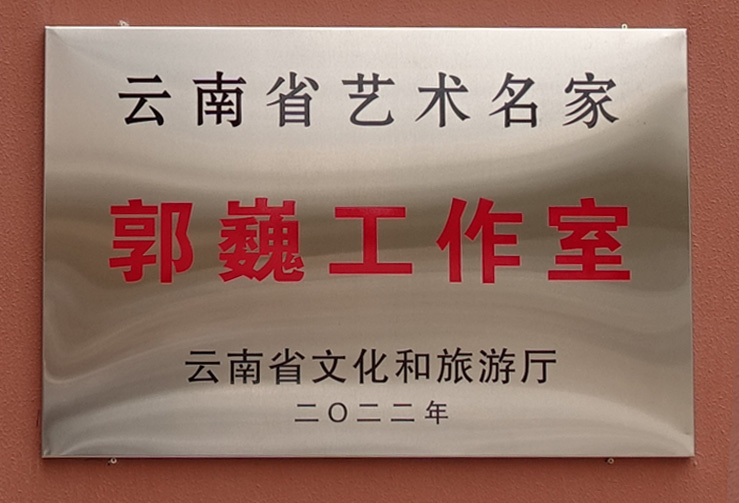 云南省艺术名家
郭巍工作室
云南省文化和旅游厅
二〇二二年